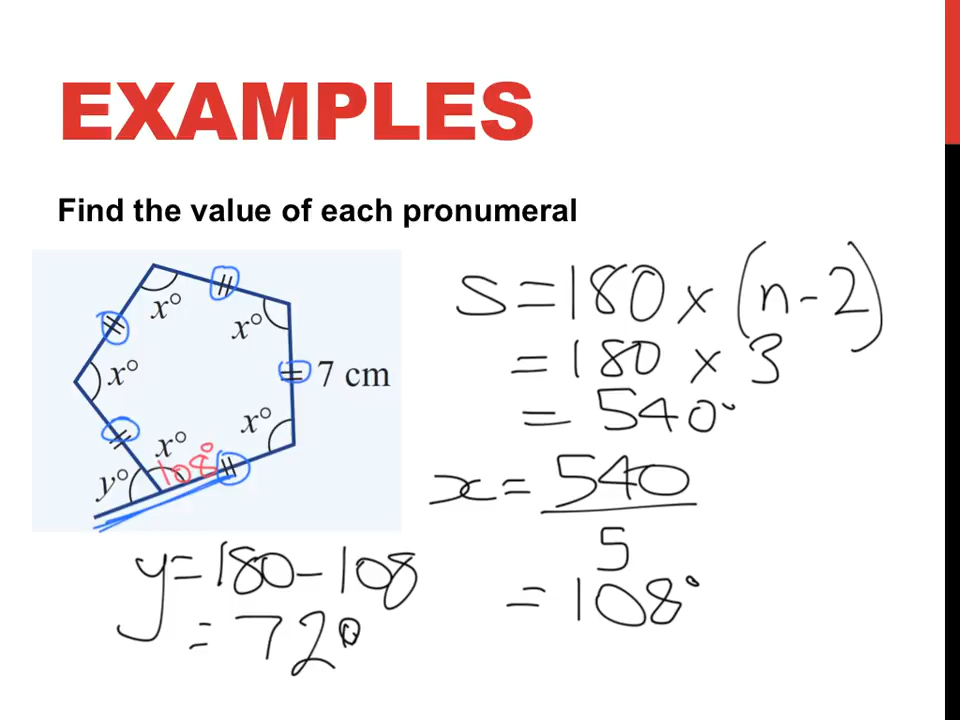 EXAMPLES
Find the value of each pronumeral
x°
x°
x°
7 cm
x°
x°
108°
y°
S = 180 × (n - 2)
= 180 × 3
= 540°
x = 540
5
= 108°
y = 180 - 108
= 72°